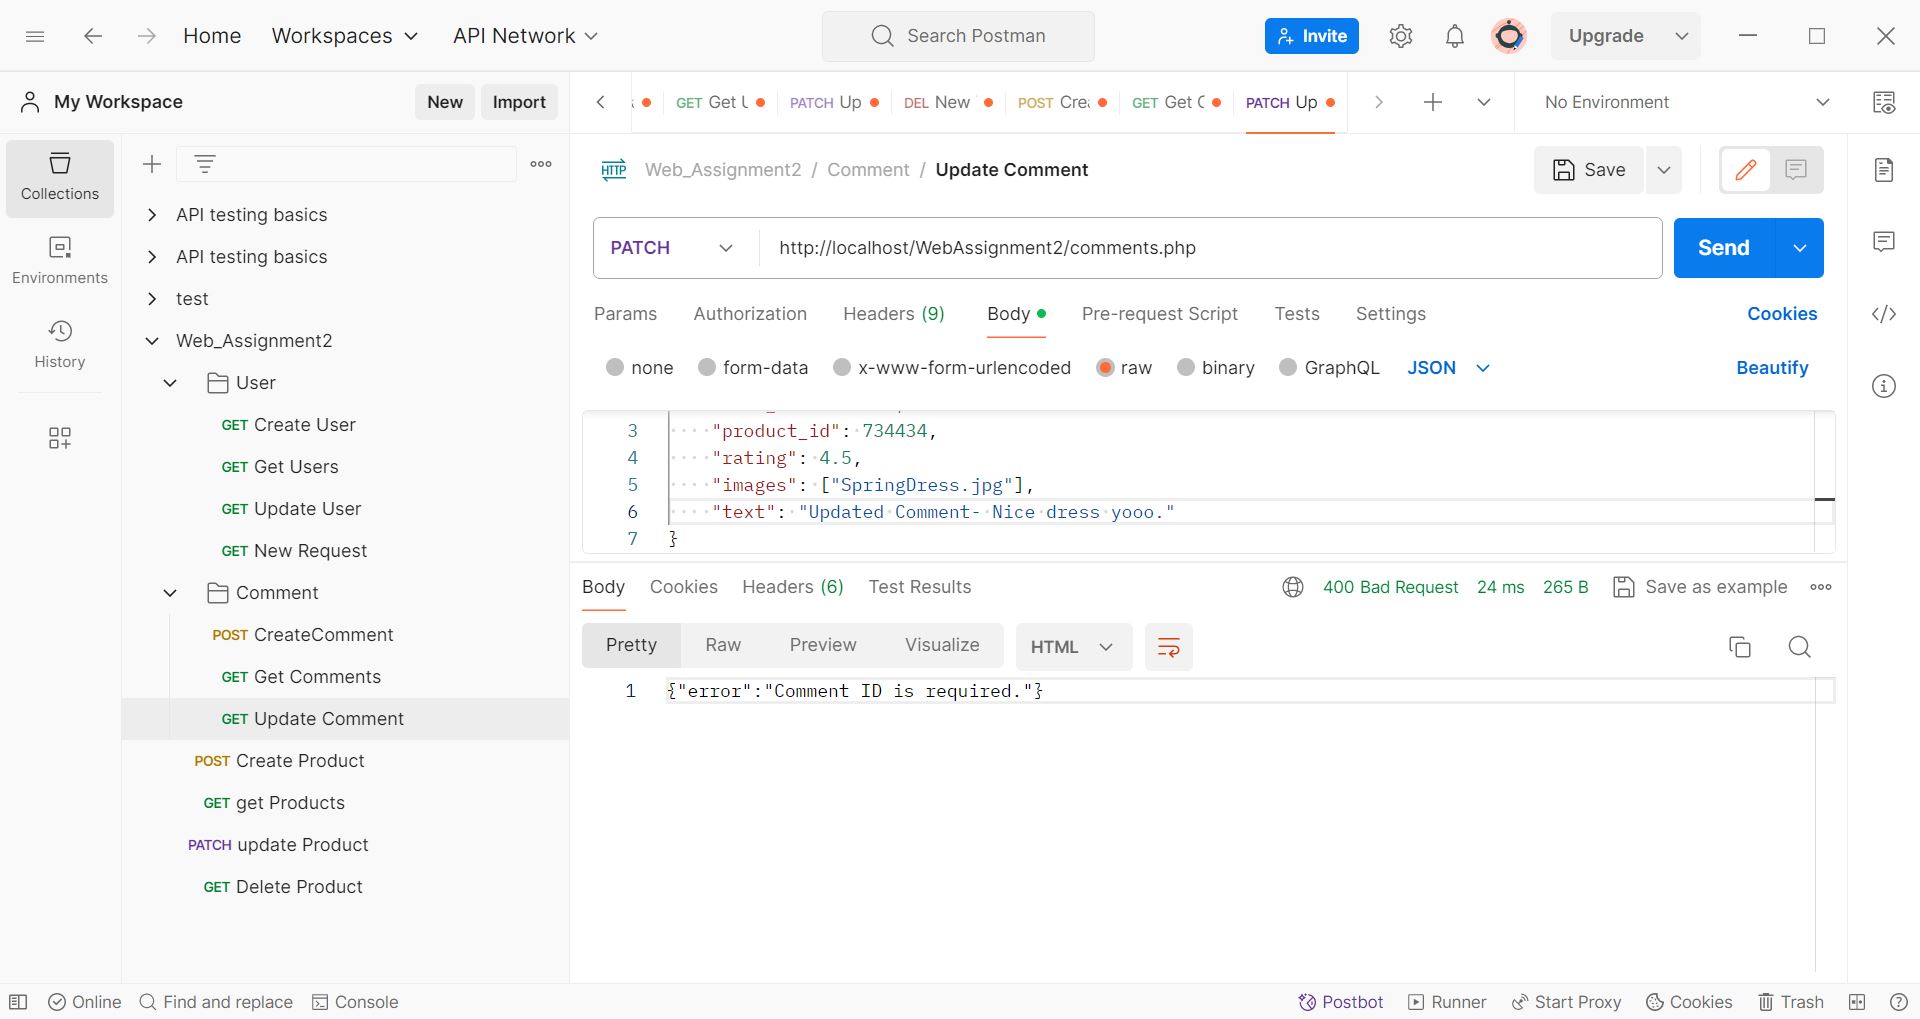 Home Workspaces API Network Search Postman Invite Upgrade
My Workspace New Import
GET Get PATCH Up DEL New POST GET Get PATCH Up No Environment
Collections
Environments
History
API testing basics
API testing basics
test
Web_Assignment2
User
GET Create User
GET Get Users
GET Update User
GET New Request
Comment
POST CreateComment
GET Get Comments
GET Update Comment
POST Create Product
GET get Products
PATCH update Product
GET Delete Product
HTTP Web_Assignment2 / Comment / Update Comment Save
PATCH http://localhost/WebAssignment2/comments.php Send
Params Authorization Headers (9) Body Pre-request Script Tests Settings Cookies
none form-data x-www-form-urlencoded raw binary GraphQL JSON Beautify
3 "product_id": 734434,
4 "rating": 4.5,
5 "images": ["SpringDress.jpg"],
6 "text": "Updated Comment- Nice dress yooo."
7 }
Body Cookies Headers (6) Test Results 400 Bad Request 24 ms 265 B Save as example
Pretty Raw Preview Visualize HTML
1 {"error":"Comment ID is required."}
Online Find and replace Console Postbot Runner Start Proxy Cookies Trash